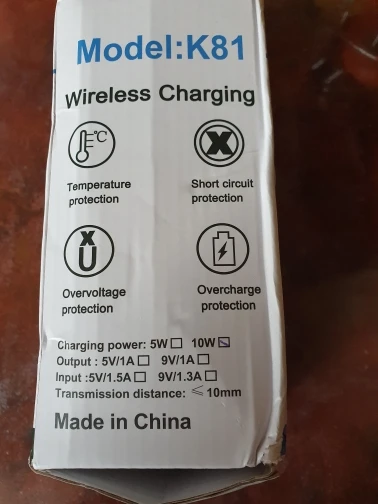 Model:K81
Wireless Charging
°C
Temperature protection
Short circuit protection
Overvoltage protection
Overcharge protection
Charging power: 5W☐ 10W☑
Output : 5V/1A☐ 9V/1A☐
Input :5V/1.5A☐ 9V/1.3A☐
Transmission distance: ≤10mm
Made in China